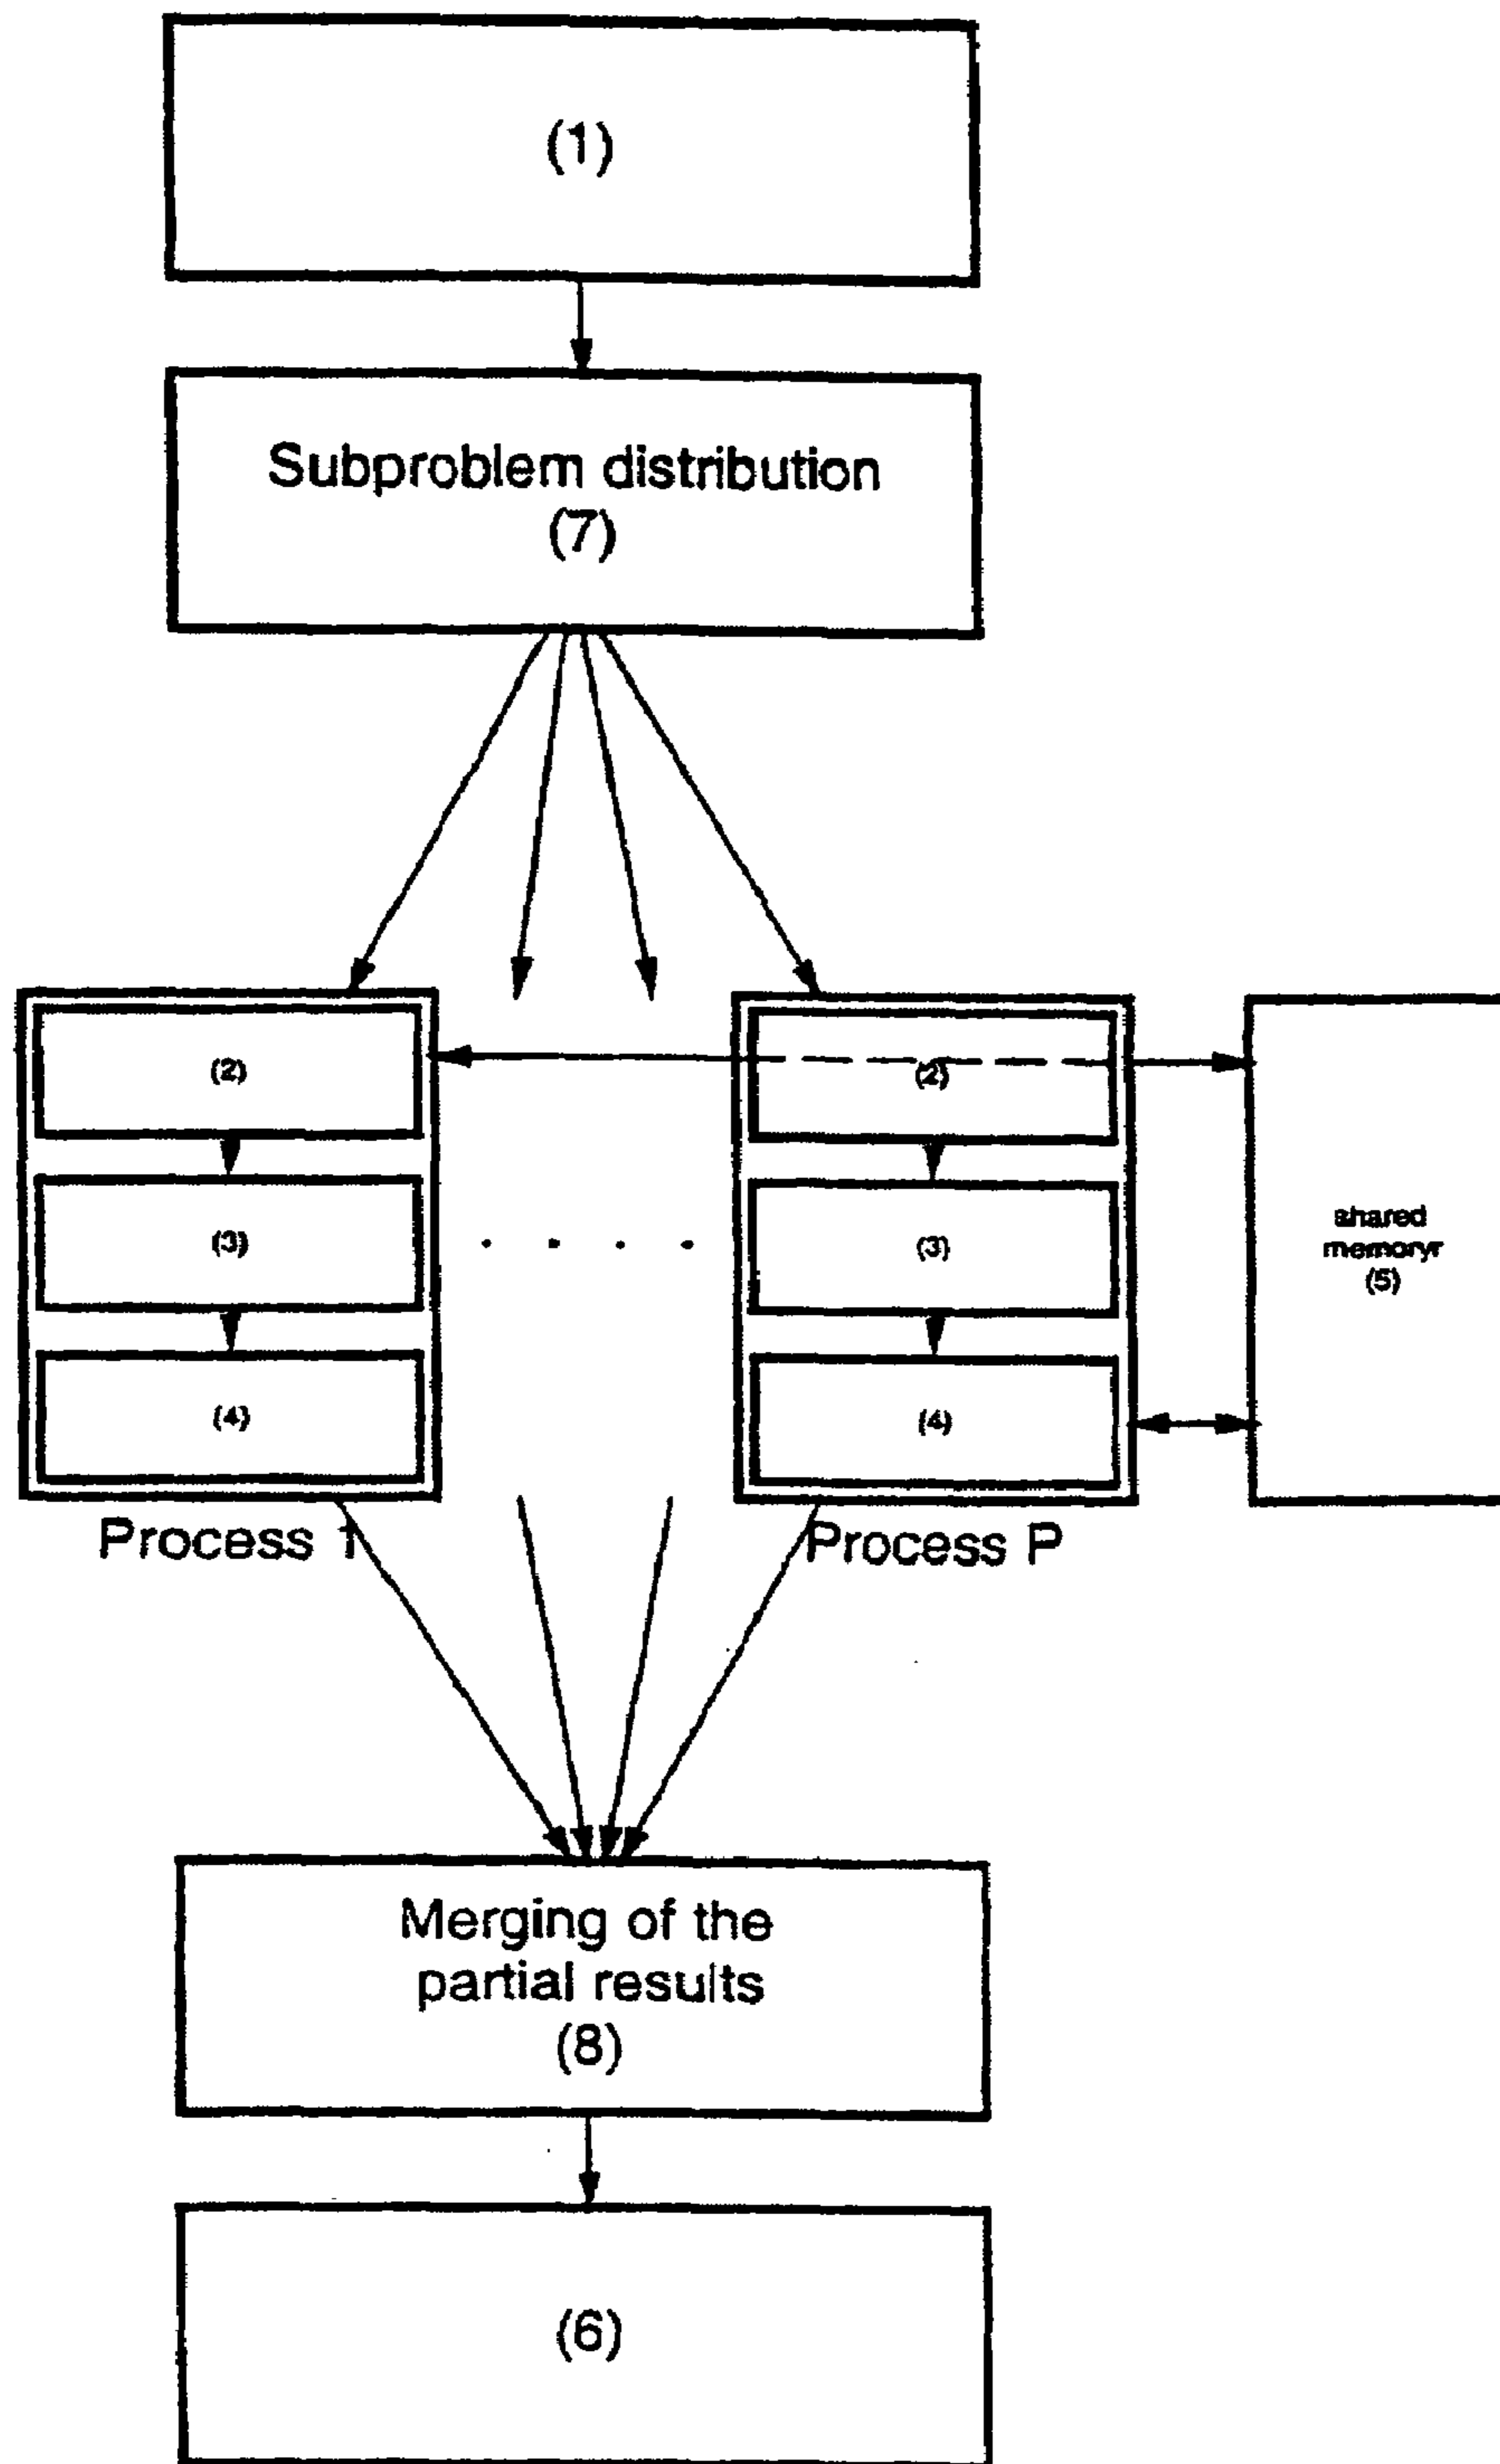 (1)
Subproblem distribution
(7)
(2)
(2)
(3)
. . . .
(3)
shared
memoryr
(5)
(4)
(4)
Process 1
Process P
Merging of the
partial results
(8)
(6)